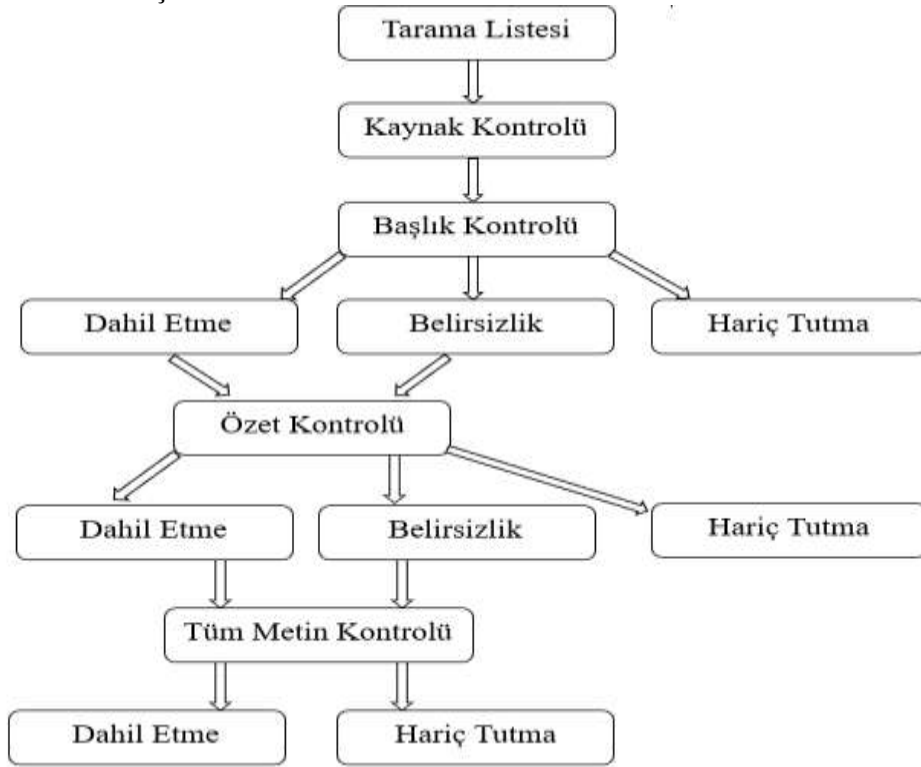 Tarama Listesi
Kaynak Kontrolü
Başlık Kontrolü
Dahil Etme
Belirsizlik
Hariç Tutma
Özet Kontrolü
Dahil Etme
Belirsizlik
Hariç Tutma
Tüm Metin Kontrolü
Dahil Etme
Hariç Tutma